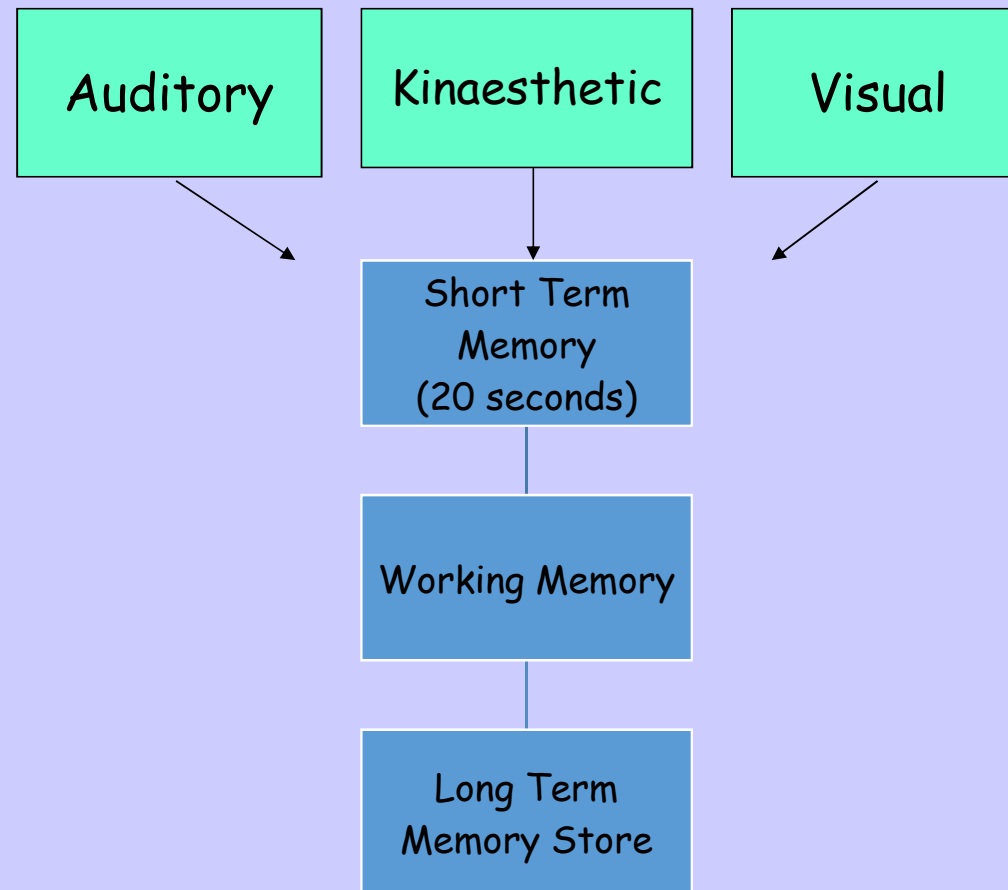 Auditory
Kinaesthetic
Visual
Short Term
Memory
(20 seconds)
Working Memory
Long Term
Memory Store